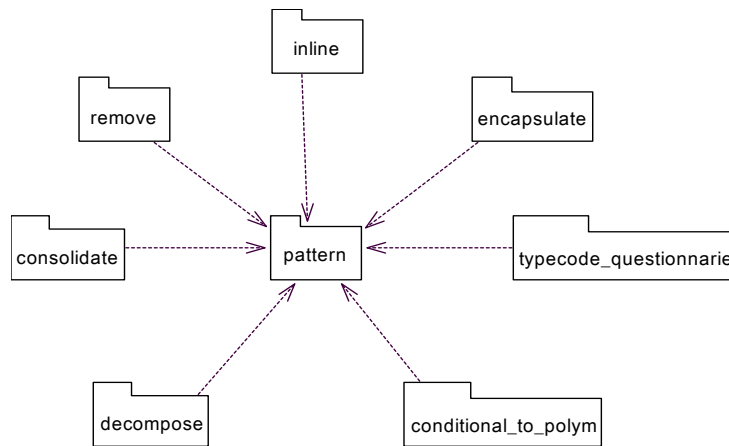 inline
remove
encapsulate
consolidate
pattern
typecode_questionnarie
decompose
conditional_to_polym